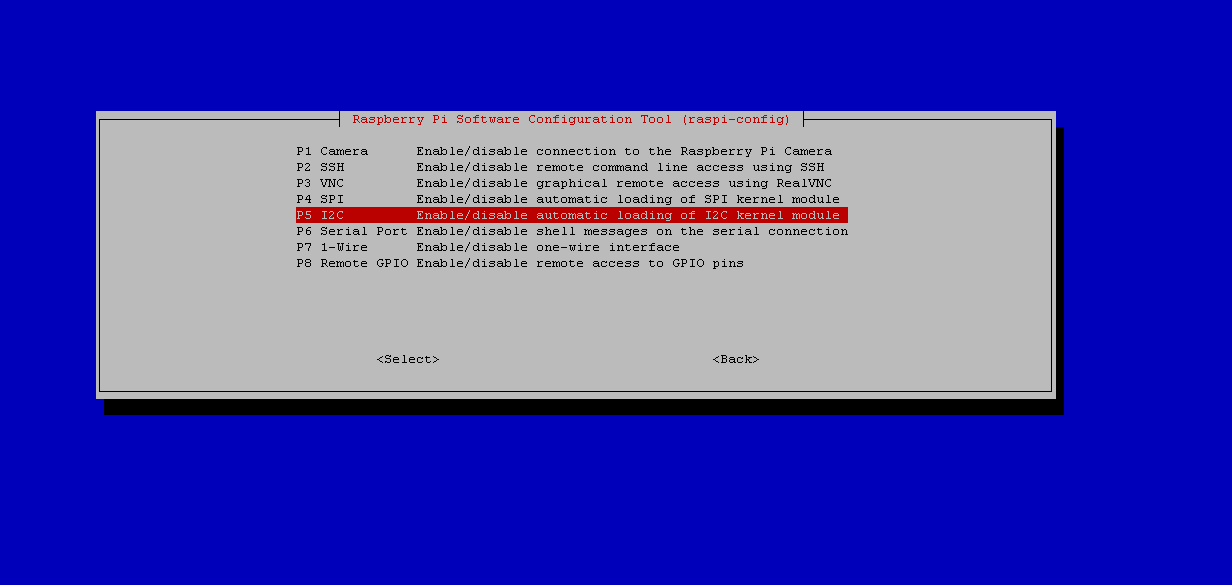 Raspberry Pi Software Configuration Tool (raspi-config)
P1 Camera Enable/disable connection to the Raspberry Pi Camera
P2 SSH Enable/disable remote command line access using SSH
P3 VNC Enable/disable graphical remote access using RealVNC
P4 SPI Enable/disable automatic loading of SPI kernel module
P5 I2C Enable/disable automatic loading of I2C kernel module
P6 Serial Port Enable/disable shell messages on the serial connection
P7 1-Wire Enable/disable one-wire interface
P8 Remote GPIO Enable/disable remote access to GPIO pins
<Select> <Back>